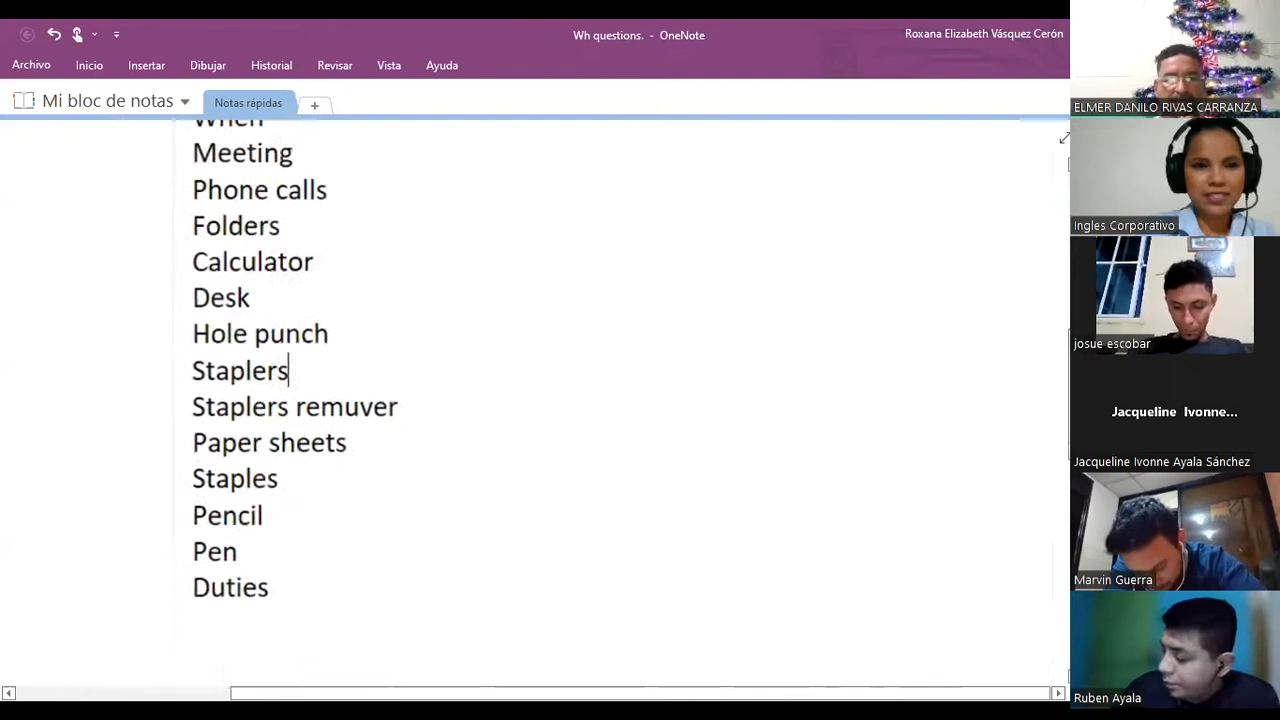 Wh questions. - OneNote
Roxana Elizabeth Vásquez Cerón
Archivo
Inicio
Insertar
Dibujar
Historial
Revisar
Vista
Ayuda
Mi bloc de notas
Notas rápidas
When
Meeting
Phone calls
Folders
Calculator
Desk
Hole punch
Staplers
Staplers remuver
Paper sheets
Staples
Pencil
Pen
Duties
ELMER DANILO RIVAS CARRANZA
Ingles Corporativo
josue escobar
Jacqueline Ivonne...
Jacqueline Ivonne Ayala Sánchez
Marvin Guerra
Ruben Ayala